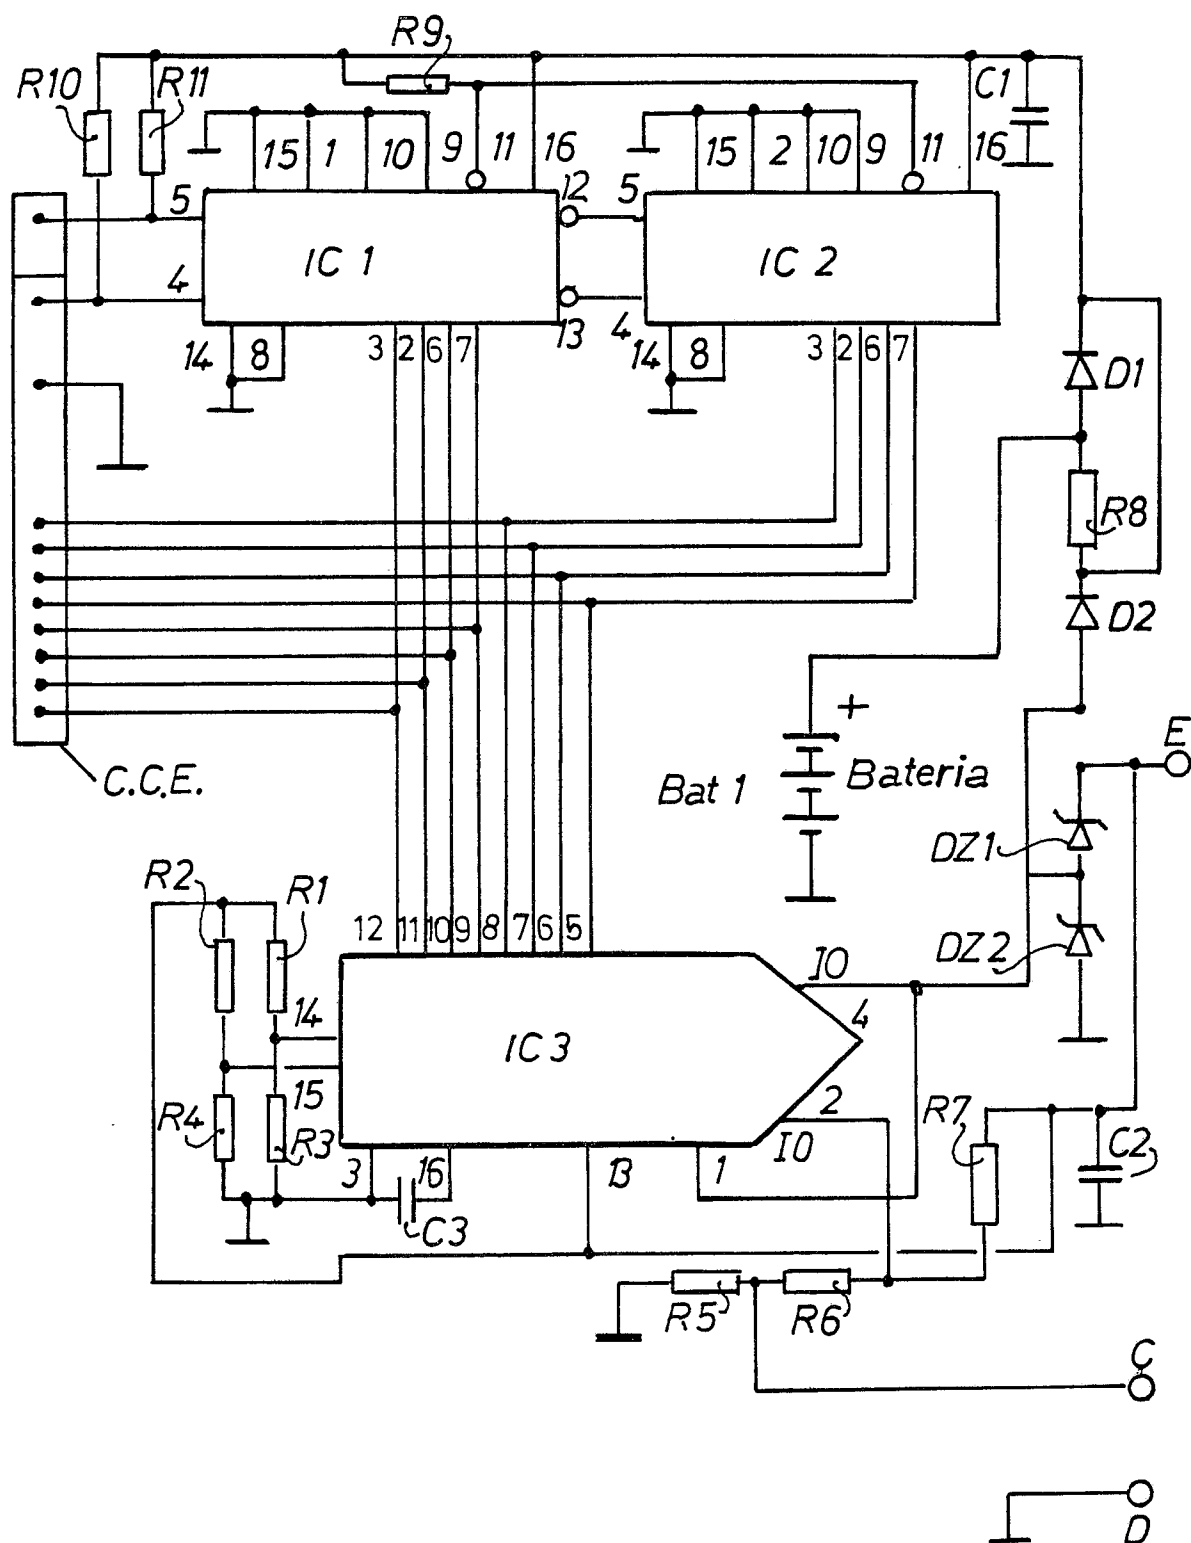 R9
R10
R11
C1
15 1 10 9 11 16
15 2 10 9 11 16
5
12
5
IC 1
IC 2
4
13
4
14 8
3 2 6 7
14 8
3 2 6 7
D1
R8
D2
+
E
C.C.E.
Bat 1
Bateria
DZ1
R2
R1
12 11 10 9 8 7 6 5
DZ2
IO
14
4
IC 3
15
2
R7
R4
R3
IO
C2
3
16
13
1
C3
R5
R6
C
D